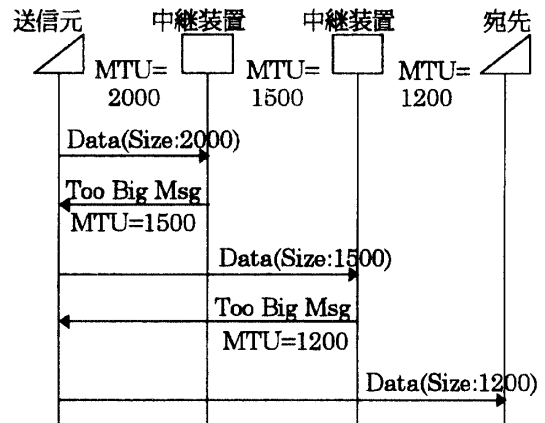 送信元 中継装置 中継装置 宛先
MTU= MTU= MTU=
2000 1500 1200
Data(Size:2000)
Too Big Msg
MTU=1500
Data(Size:1500)
Too Big Msg
MTU=1200
Data(Size:1200)